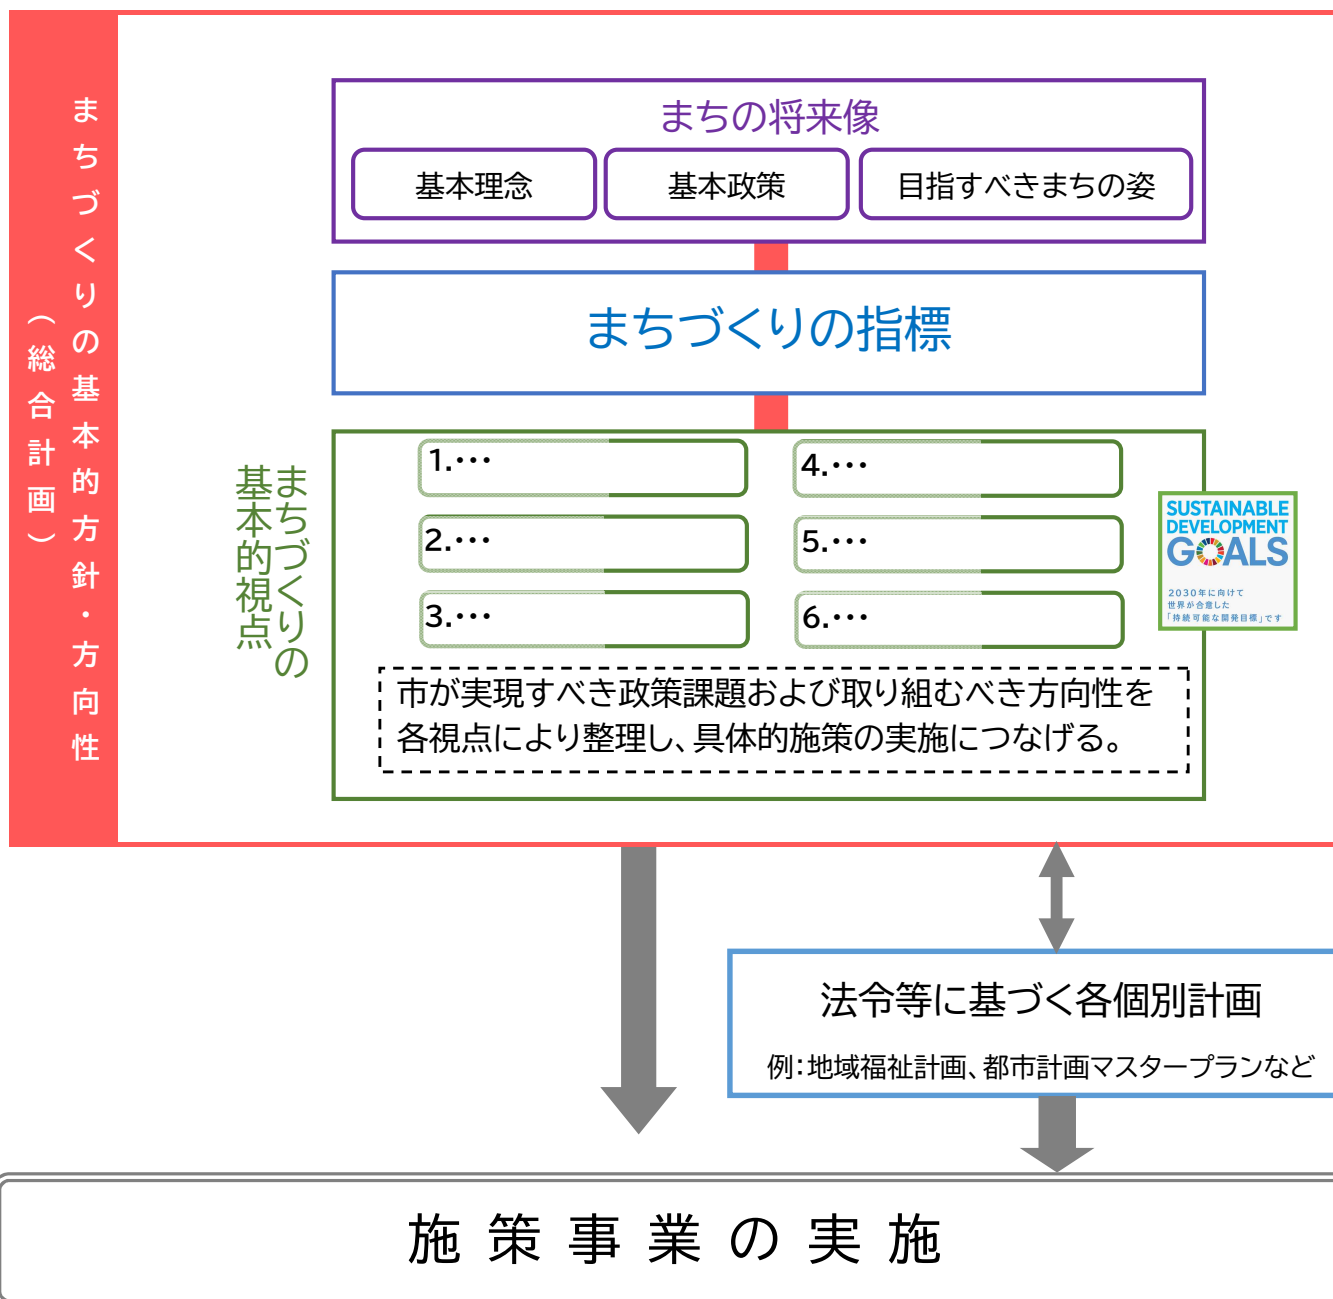 まちづくりの基本的方針・方向性
（総合計画）
まちの将来像
基本理念
基本政策
目指すべきまちの姿
まちづくりの指標
まちづくりの
基本的視点
1.･･･
2.･･･
3.･･･
4.･･･
5.･･･
6.･･･
市が実現すべき政策課題および取り組むべき方向性を
各視点により整理し、具体的施策の実施につなげる。
SUSTAINABLE
DEVELOPMENT
GOALS
2030年に向けて
世界が合意した
「持続可能な開発目標」です
法令等に基づく各個別計画
例：地域福祉計画、都市計画マスタープランなど
施策事業の実施